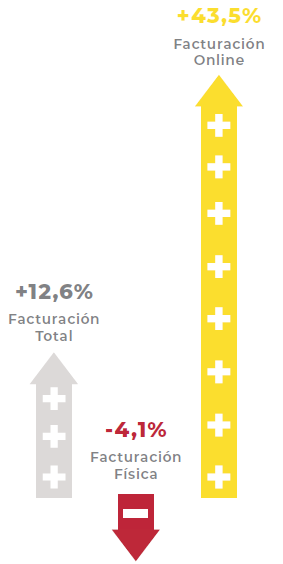 +43,5%
Facturación
Online
+12,6%
Facturación
Total
-4,1%
Facturación
Física